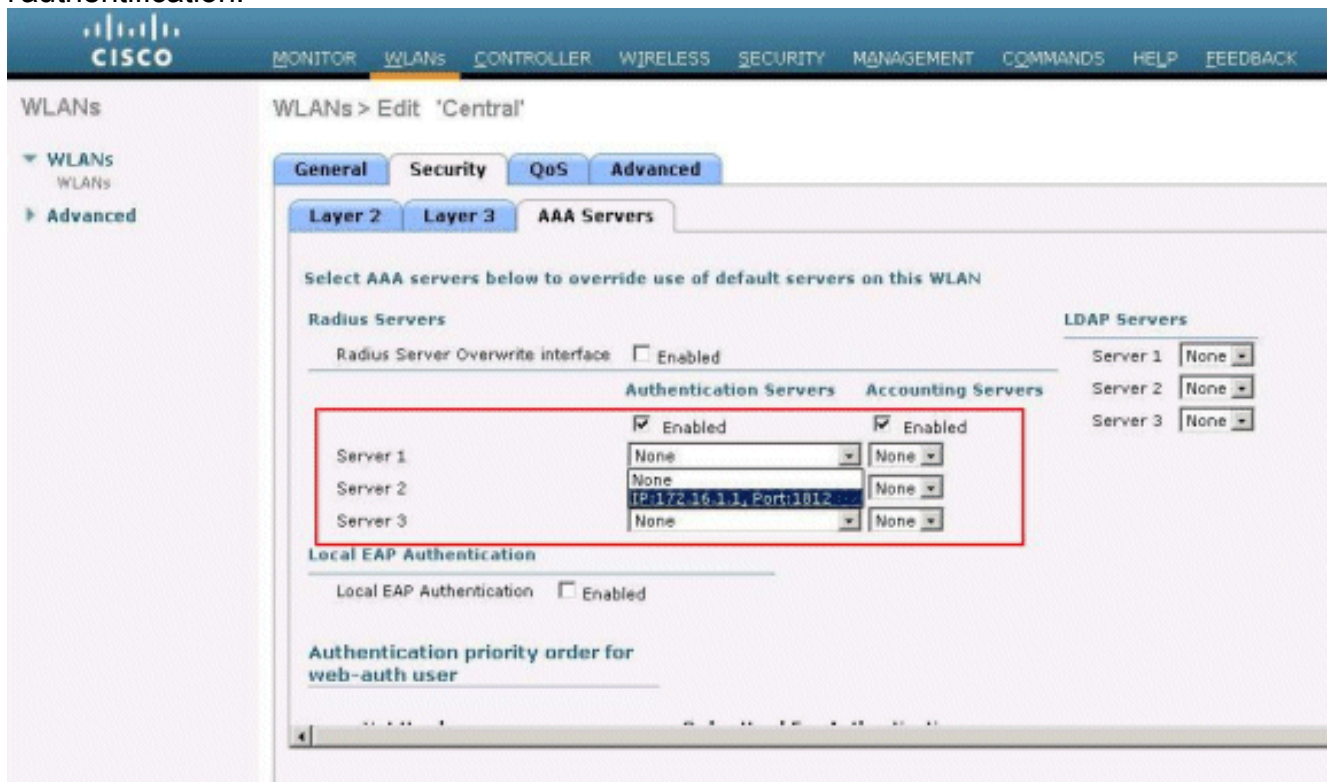 l'authentification.
CISCO
MONITOR WLANs CONTROLLER WIRELESS SECURITY MANAGEMENT COMMANDS HELP FEEDBACK
WLANs
WLANs
WLANs
Advanced
WLANs > Edit 'Central'
General Security QoS Advanced
Layer 2 Layer 3 AAA Servers
Select AAA servers below to override use of default servers on this WLAN
Radius Servers
Radius Server Overwrite interface Enabled
Authentication Servers Accounting Servers
Enabled Enabled
Server 1 None None
None
Server 2 IP:172.16.1.1, Port:1812 None
Server 3 None None
LDAP Servers
Server 1 None
Server 2 None
Server 3 None
Local EAP Authentication
Local EAP Authentication Enabled
Authentication priority order for
web-auth user